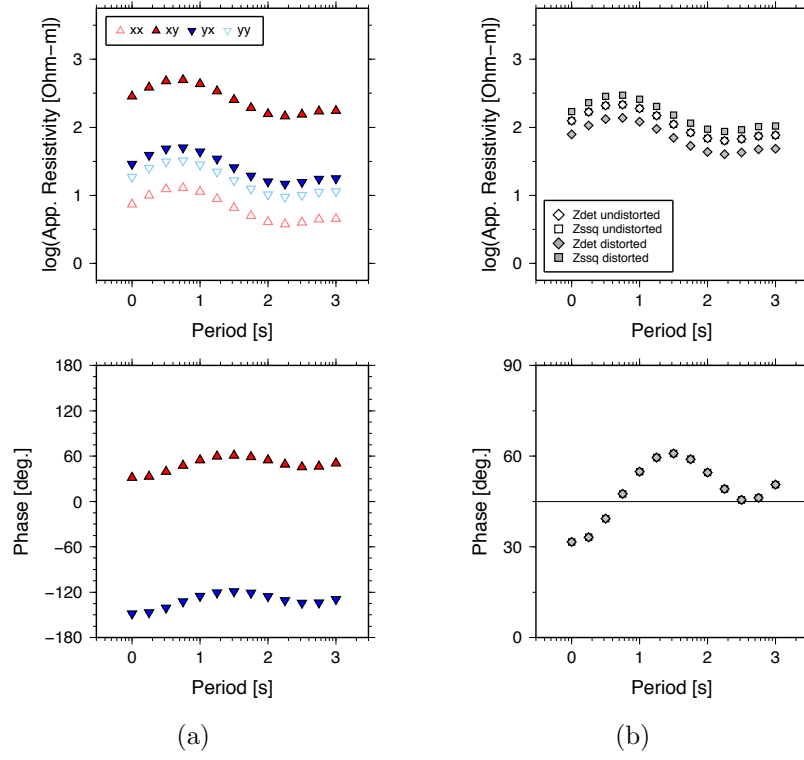 xx xy yx yy
log(App. Resistivity [Ohm−m])
3
2
1
0
0 1 2 3
Period [s]
Zdet undistorted
Zssq undistorted
Zdet distorted
Zssq distorted
log(App. Resistivity [Ohm−m])
3
2
1
0
0 1 2 3
Period [s]
Phase [deg.]
180
120
60
0
−60
−120
−180
0 1 2 3
Period [s]
(a)
Phase [deg.]
90
60
30
0
0 1 2 3
Period [s]
(b)